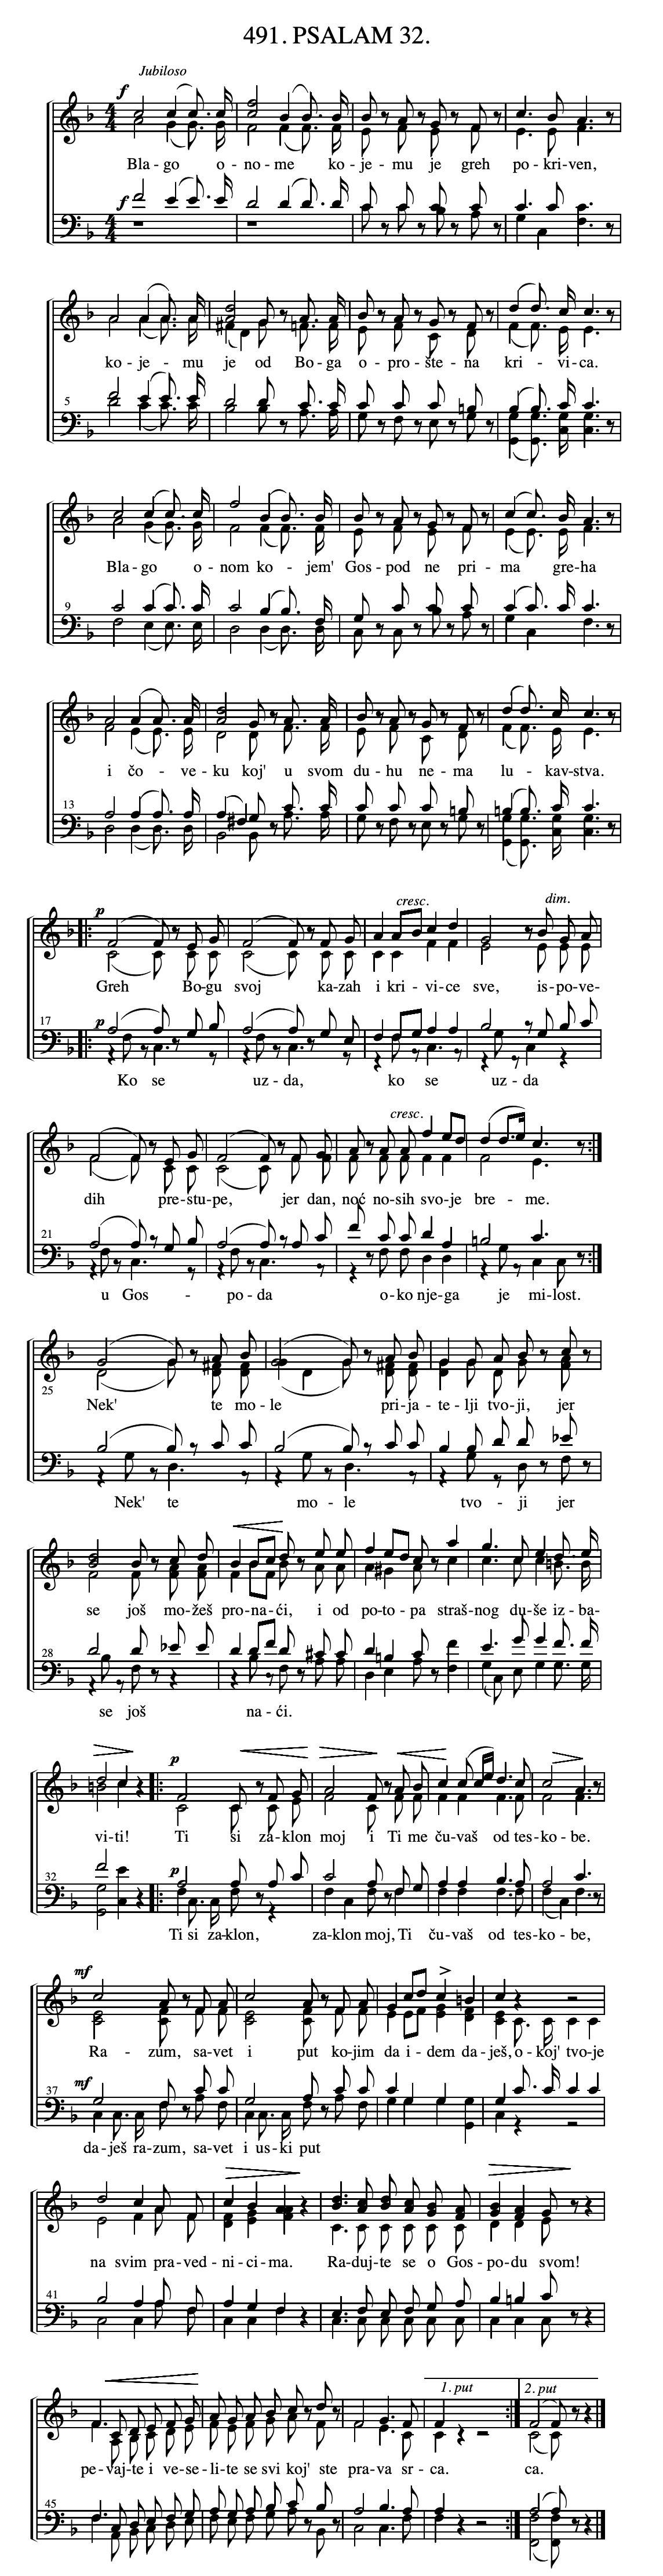 491. PSALAM 32.
Jubiloso
f
Bla - go o - no - me ko - je - mu je greh po - kri - ven,
f
ko - je - mu je od Bo - ga o - pro - šte - na kri - vi - ca.
5
Bla - go o - nom ko - jem' Gos - pod ne pri - ma gre - ha
9
i čo - ve - ku koj' u svom du - hu ne - ma lu - kav - stva.
13
p cresc. dim.
Greh Bo - gu svoj ka - zah i kri - vi - ce sve, is - po - ve -
17 p
Ko se uz - da, ko se uz - da
cresc.
dih pre - stu - pe, jer dan, noć no - sih svo - je bre - me.
21
u Gos - po - da o - ko nje - ga je mi - lost.
25
Nek' te mo - le pri - ja - te - lji tvo - ji, jer
Nek' te mo - le tvo - ji jer
se još mo - žeš pro - na - ći, i od po - to - pa straš - nog du - še iz - ba -
28
se još na - ći.
p
vi - ti! Ti si za - klon moj i Ti me ču - vaš od tes - ko - be.
32 p
Ti si za - klon, za - klon moj, Ti ču - vaš od tes - ko - be,
mf
Ra - zum, sa - vet i put ko - jim da i - dem da - ješ, o - koj' tvo - je
mf
37
da - ješ ra - zum, sa - vet i us - ki put
na svim pra - ved - ni - ci - ma. Ra - duj - te se o Gos - po - du svom!
41
1. put 2. put
pe - vaj - te i ve - se - li - te se svi koj' ste pra - va sr - ca. ca.
45